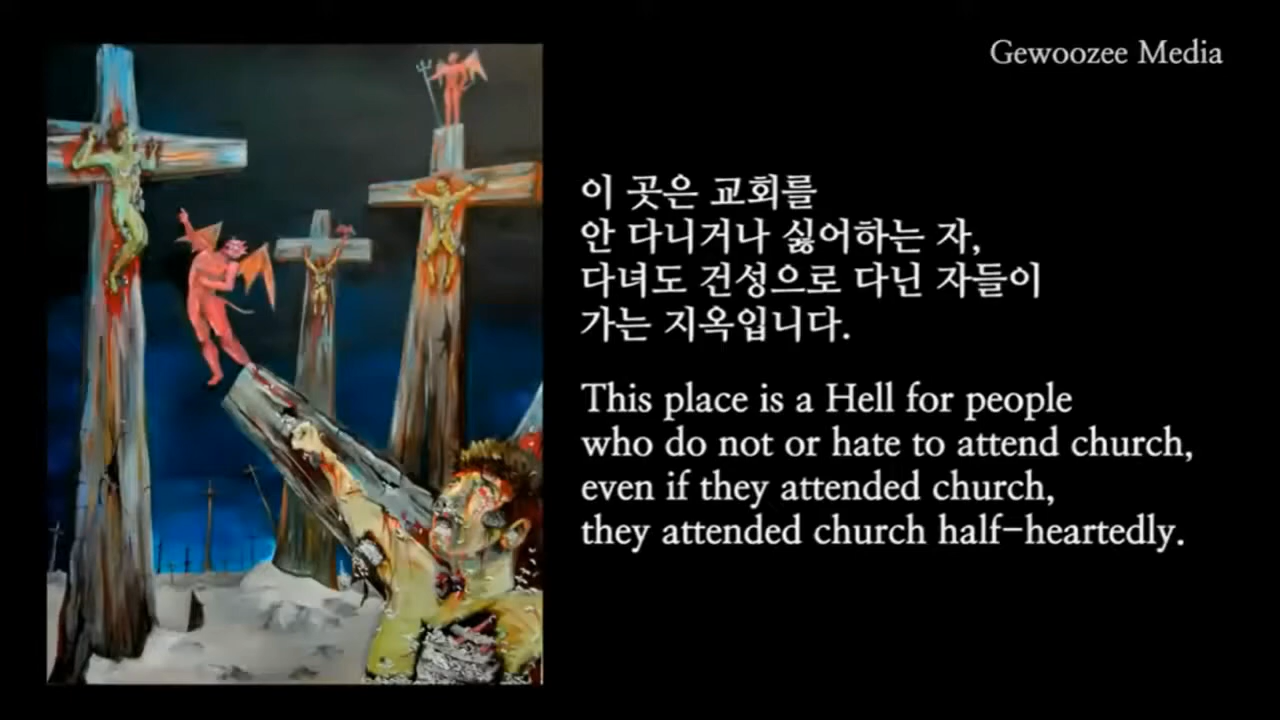 Gewoozee Media
이 곳은 교회를
안 다니거나 싫어하는 자,
다녀도 건성으로 다닌 자들이
가는 지옥입니다.
This place is a Hell for people
who do not or hate to attend church,
even if they attended church,
they attended church half-heartedly.